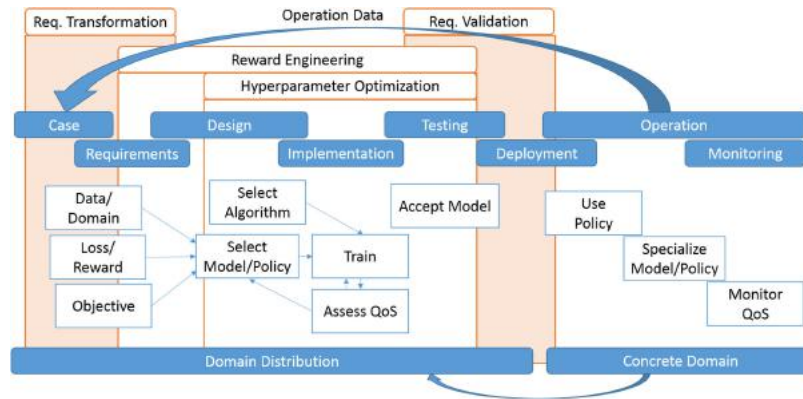 Req. Transformation
Operation Data
Req. Validation
Reward Engineering
Hyperparameter Optimization
Case
Design
Testing
Operation
Requirements
Implementation
Deployment
Monitoring
Data/
Domain
Select
Algorithm
Accept Model
Use
Policy
Loss/
Reward
Select
Model/Policy
Train
Specialize
Model/Policy
Objective
Assess QoS
Monitor
QoS
Domain Distribution
Concrete Domain